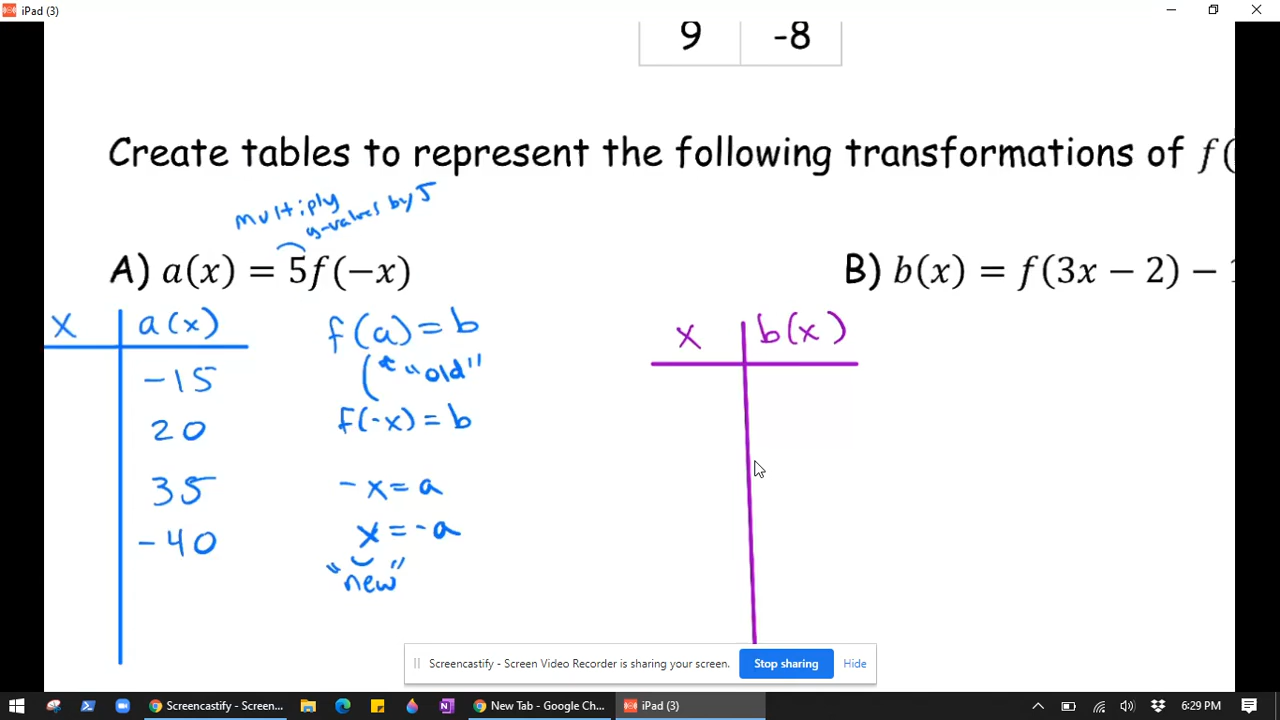 iPad (3)
9 -8
Create tables to represent the following transformations of f(
multiply
y-values by 5
A) a(x) = 5f(−x)
B) b(x) = f(3x − 2) − 1
x a(x)
-15
20
35
-40
f(a) = b
"old"
f(-x) = b
-x = a
x = -a
"new"
x b(x)
Screencastify - Screen Video Recorder is sharing your screen. Stop sharing Hide
Screencastify - Screen... New Tab - Google Ch... iPad (3) 6:29 PM